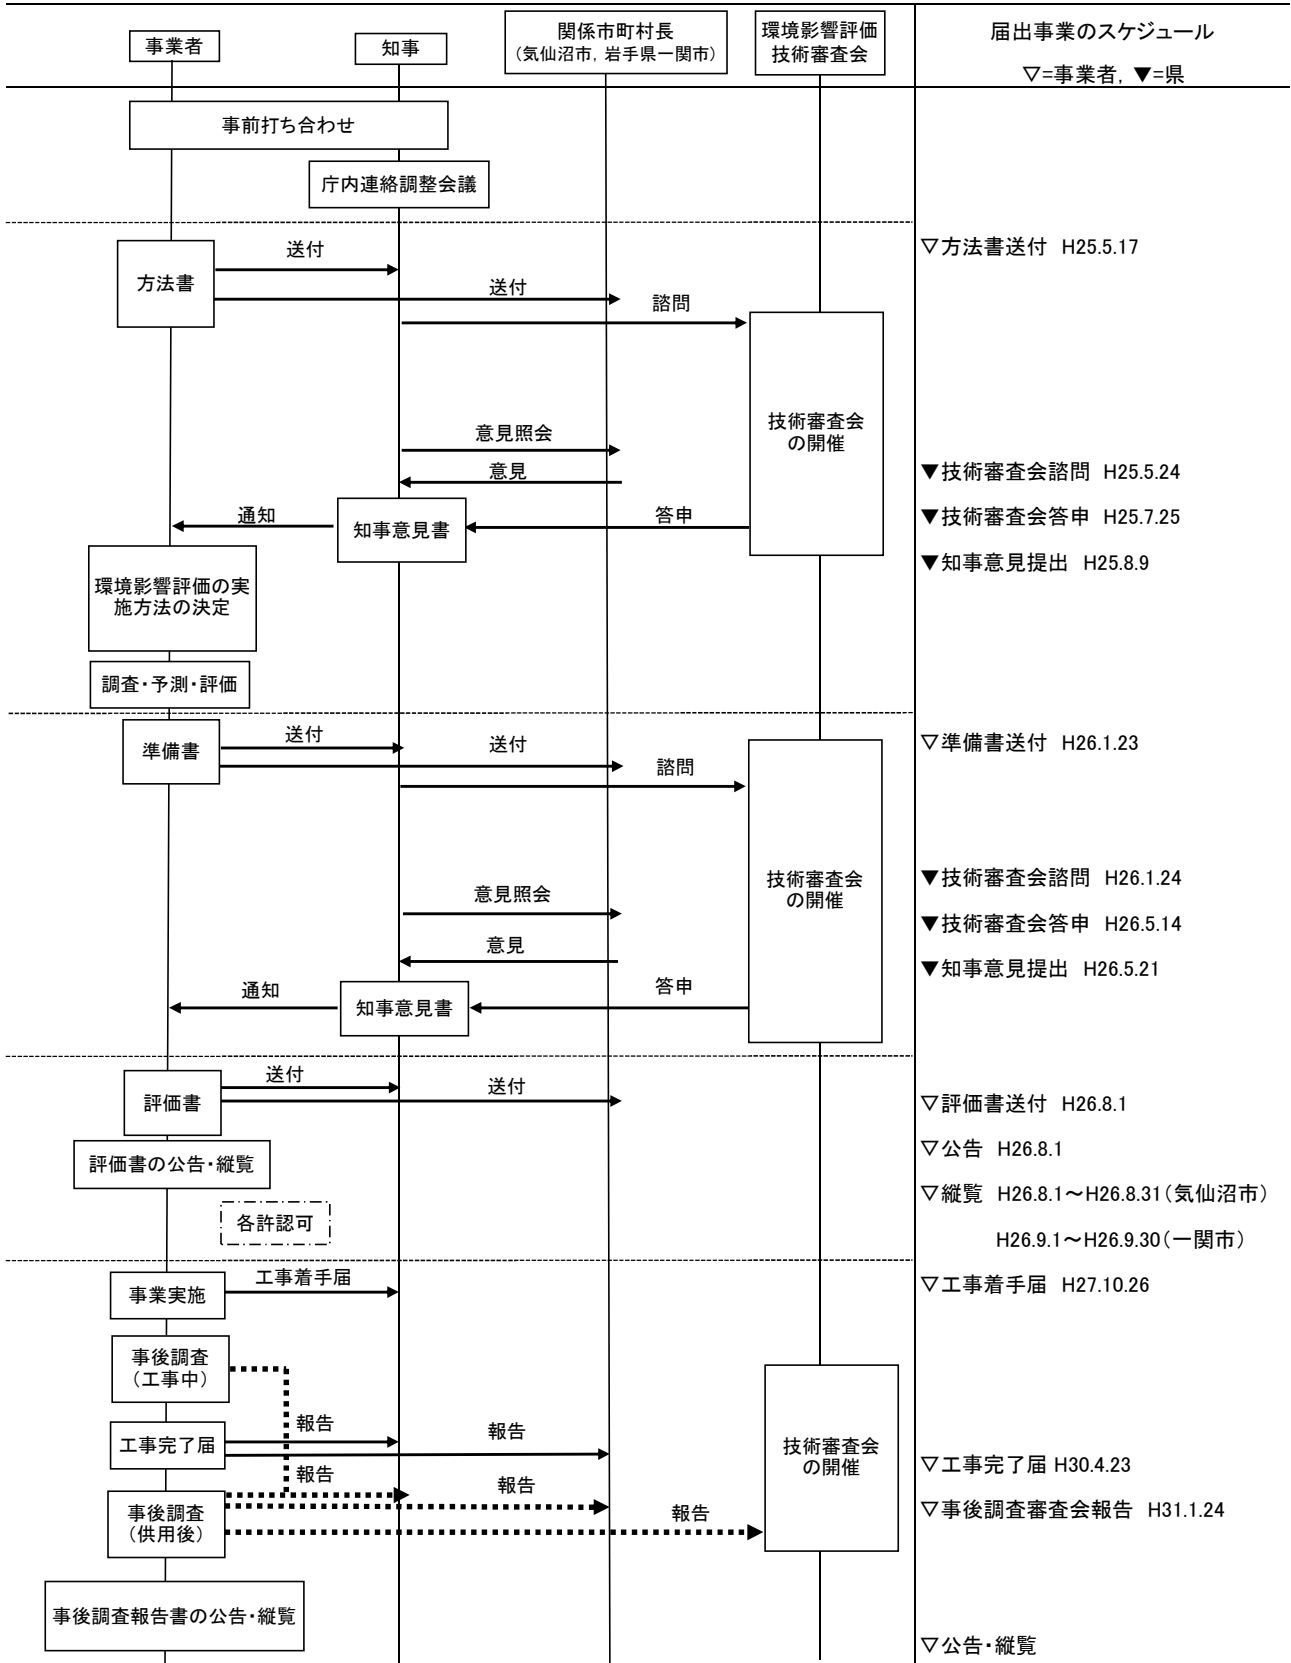 事業者
知事
関係市町村長
(気仙沼市，岩手県一関市)
環境影響評価
技術審査会
届出事業のスケジュール
▽=事業者，▼=県
事前打ち合わせ
庁内連絡調整会議
方法書
送付
送付
諮問
▽方法書送付 H25.5.17
技術審査会
の開催
意見照会
意見
▼技術審査会諮問 H25.5.24
通知
知事意見書
答申
▼技術審査会答申 H25.7.25
▼知事意見提出 H25.8.9
環境影響評価の実
施方法の決定
調査・予測・評価
準備書
送付
送付
諮問
▽準備書送付 H26.1.23
技術審査会
の開催
意見照会
▼技術審査会諮問 H26.1.24
意見
▼技術審査会答申 H26.5.14
▼知事意見提出 H26.5.21
通知
知事意見書
答申
評価書
送付
送付
▽評価書送付 H26.8.1
評価書の公告・縦覧
▽公告 H26.8.1
各許認可
▽縦覧 H26.8.1～H26.8.31（気仙沼市）
H26.9.1～H26.9.30（一関市）
事業実施
工事着手届
▽工事着手届 H27.10.26
事後調査
（工事中）
工事完了届
報告
報告
技術審査会
の開催
▽工事完了届 H30.4.23
事後調査
（供用後）
報告
報告
報告
▽事後調査審査会報告 H31.1.24
事後調査報告書の公告・縦覧
▽公告・縦覧